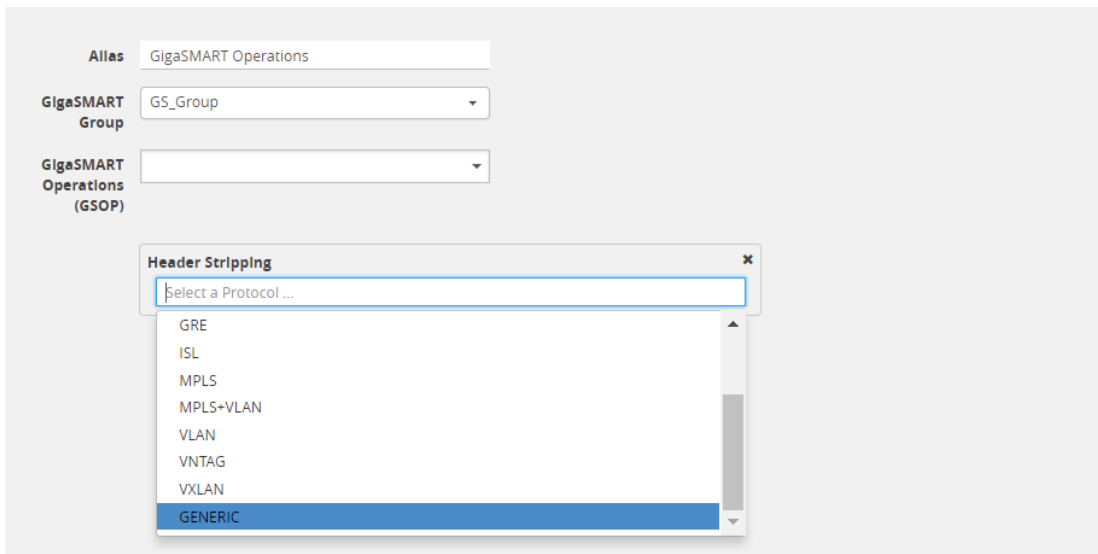 Alias GigaSMART Operations
GigaSMART Group GS_Group
GigaSMART Operations (GSOP)
Header Stripping
Select a Protocol ...
GRE
ISL
MPLS
MPLS+VLAN
VLAN
VNTAG
VXLAN
GENERIC